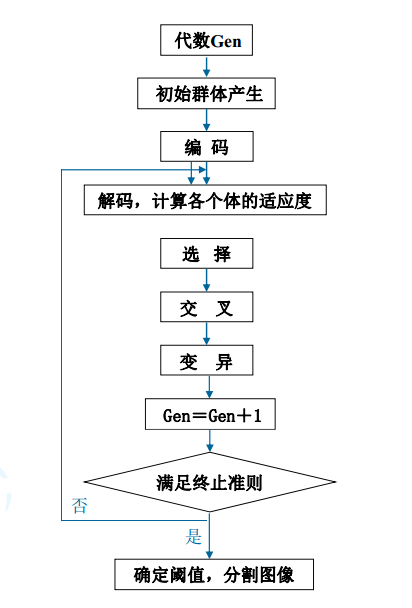 代数Gen
初始群体产生
编 码
解码，计算各个体的适应度
选 择
交 叉
变 异
Gen＝Gen＋1
满足终止准则
否
是
确定阈值，分割图像